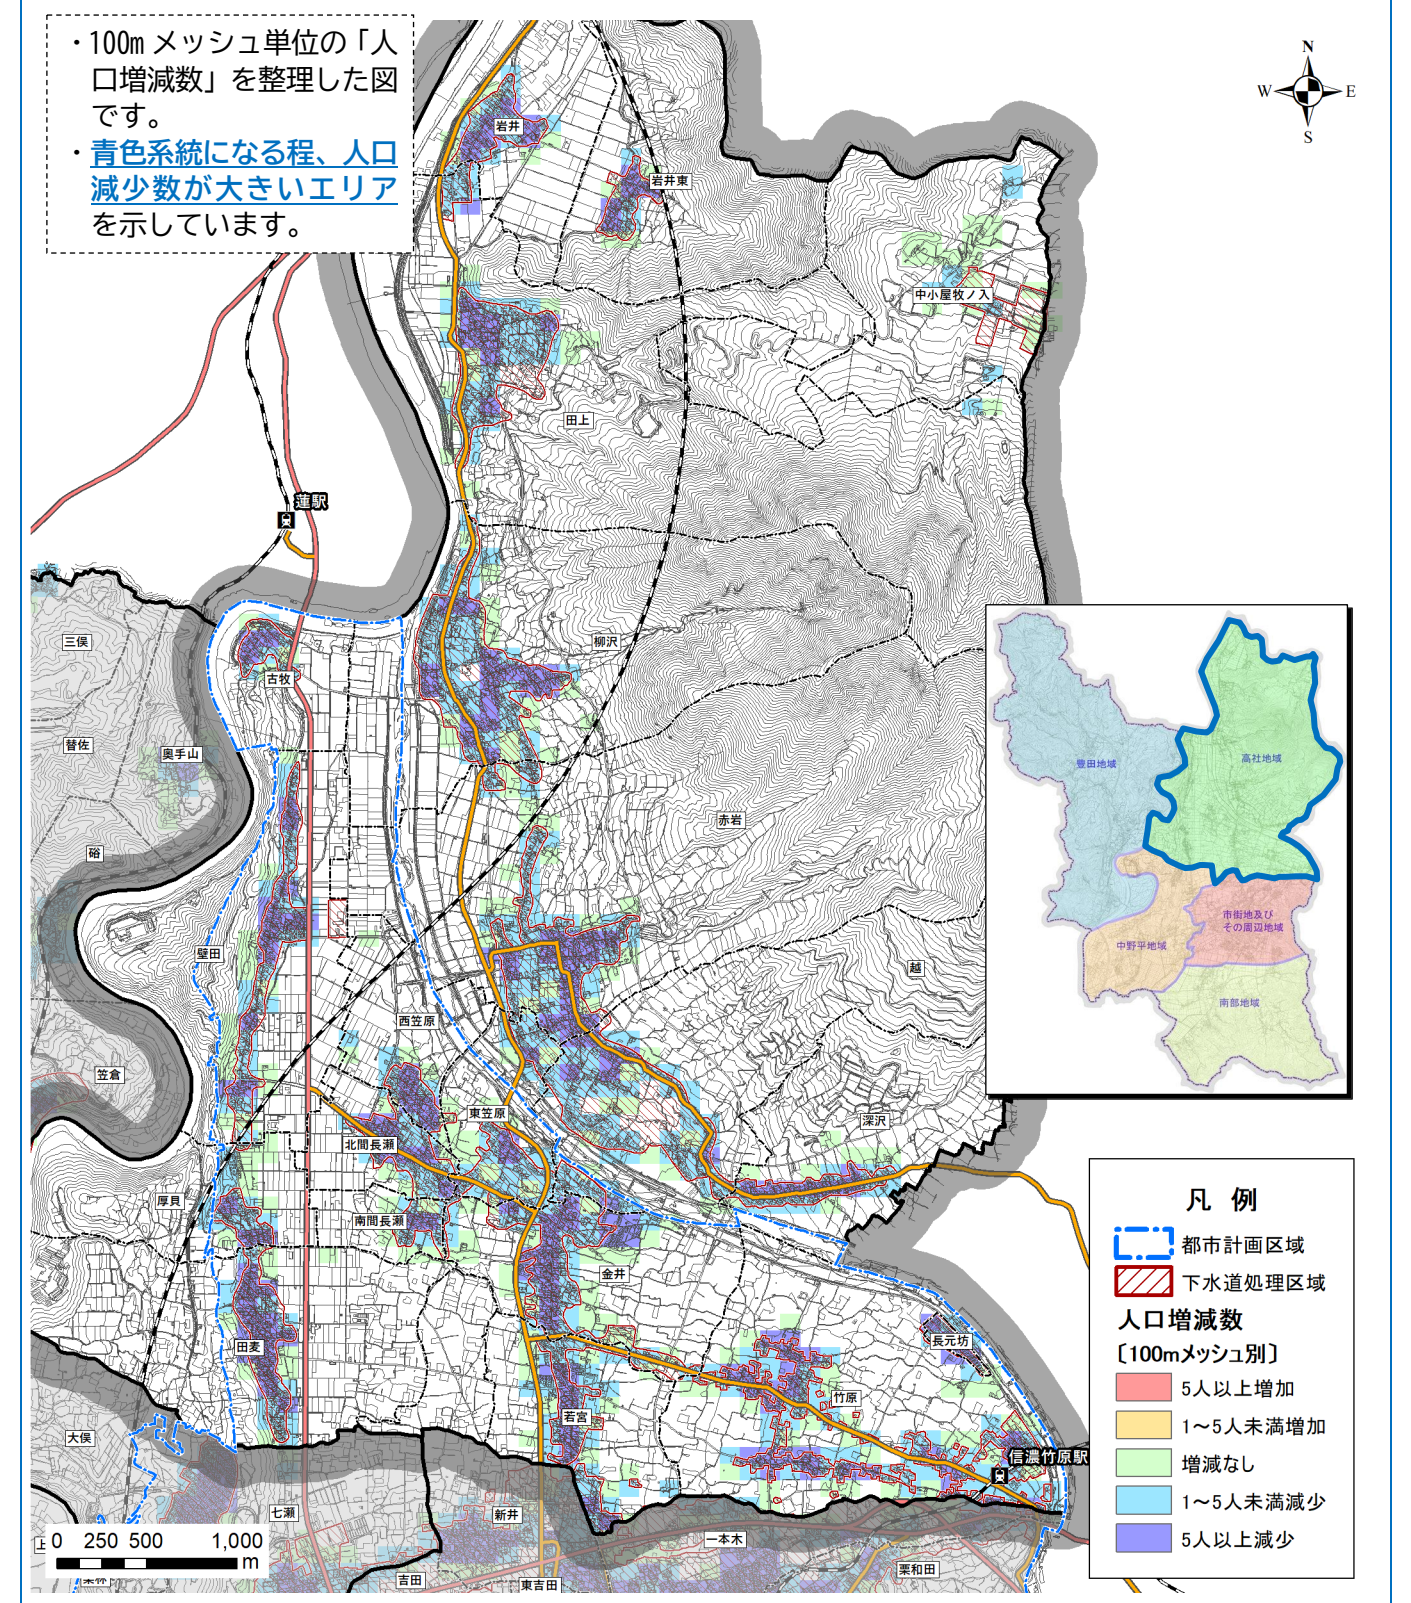 ・100m メッシュ単位の「人
口増減数」を整理した図
です。
・青色系統になる程、人口
減少数が大きいエリア
を示しています。
N
W
E
S
岩井
岩井東
中小屋牧ノ入
田上
蓮駅
三俣
柳沢
古牧
替佐
奥手山
豊田地域
高社地域
赤岩
硲
市街地及び
その周辺地域
中野平地域
壁田
越
南部地域
西笠原
笠倉
東笠原
深沢
北間長瀬
厚貝
南間長瀬
金井
長元坊
田麦
竹原
若宮
大俣
信濃竹原駅
七瀬
新井
一本木
栗和田
吉田
東吉田
凡 例
都市計画区域
下水道処理区域
人口増減数
〔100mメッシュ別〕
5人以上増加
1～5人未満増加
増減なし
1～5人未満減少
5人以上減少
0 250 500 1,000
m